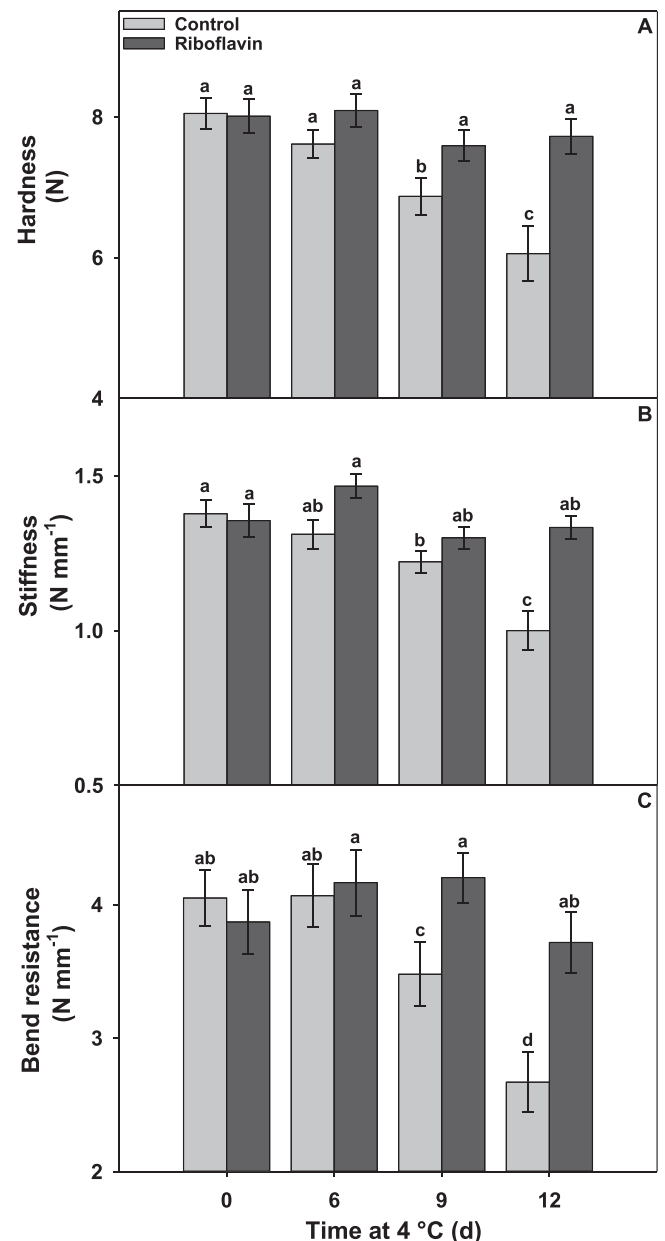 Control
Riboflavin
A
Hardness
(N)
8
6
4
a a a a b a c a
B
Stiffness
(N mm-1)
1.5
1.0
0.5
a a ab a b ab c ab
C
Bend resistance
(N mm-1)
4
3
2
ab ab ab a c a d ab
0 6 9 12
Time at 4 °C (d)